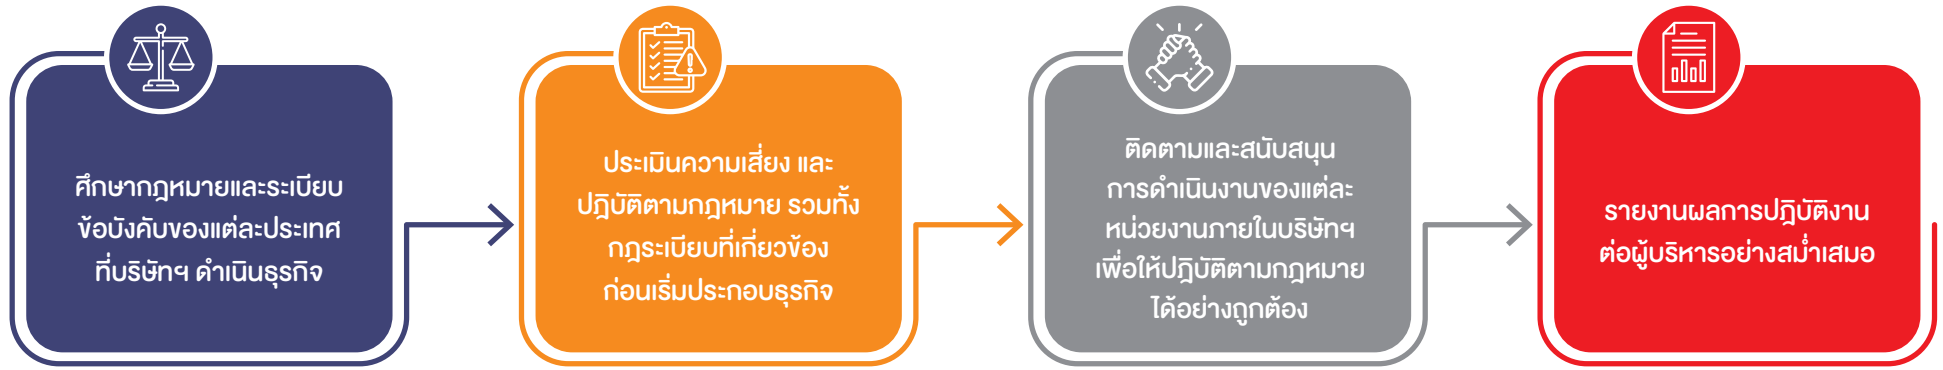 ศึกษากฎหมายและระเบียบ
ข้อบังคับของแต่ละประเทศ
ที่บริษัทฯ ดำเนินธุรกิจ
ประเมินความเสี่ยง และ
ปฎิบัติตามกฎหมาย รวมทั้ง
กฎระเบียบที่เกี่ยวข้อง
ก่อนเริ่มประกอบธุรกิจ
ติดตามและสนับสนุน
การดำเนินงานของแต่ละ
หน่วยงานภายในบริษัทฯ
เพื่อให้ปฎิบัติตามกฎหมาย
ได้อย่างถูกต้อง
รายงานผลการปฎิบัติงาน
ต่อผู้บริหารอย่างสม่ำเสมอ